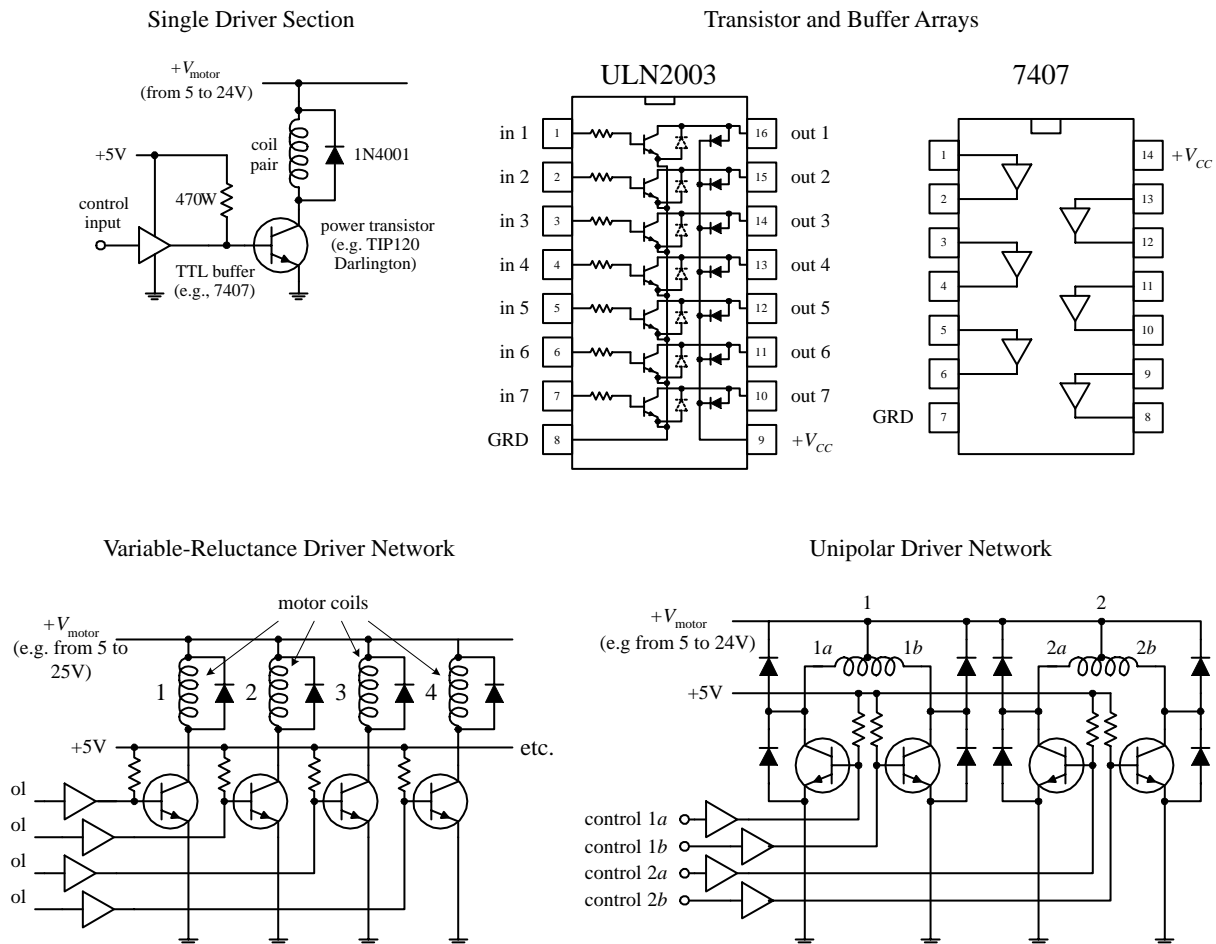 Single Driver Section
Transistor and Buffer Arrays
+Vmotor
(from 5 to 24V)
coil
pair
1N4001
+5V
470W
control
input
power transistor
(e.g. TIP120
Darlington)
TTL buffer
(e.g., 7407)
ULN2003
in 1
1
16
out 1
in 2
2
15
out 2
in 3
3
14
out 3
in 4
4
13
out 4
in 5
5
12
out 5
in 6
6
11
out 6
in 7
7
10
out 7
GRD
8
9
+VCC
7407
1
14
+VCC
2
13
3
12
4
11
5
10
6
9
GRD
7
8
Variable-Reluctance Driver Network
motor coils
+Vmotor
(e.g. from 5 to
25V)
1
2
3
4
+5V
etc.
ol
ol
ol
ol
Unipolar Driver Network
1
2
+Vmotor
(e.g from 5 to 24V)
1a
1b
2a
2b
+5V
control 1a
control 1b
control 2a
control 2b